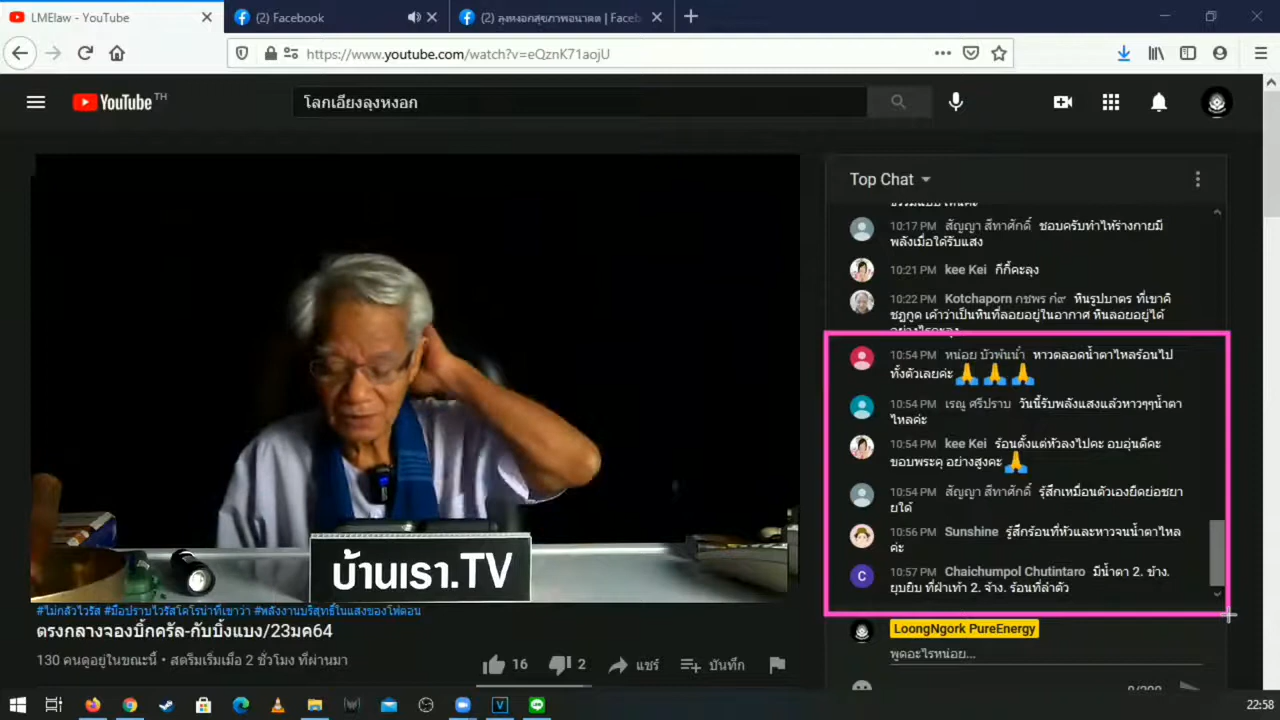 LMElaw - YouTube
(2) Facebook
(2) ลุงหงอกสุขภาพอนาคต | Faceb
https://www.youtube.com/watch?v=eQznK71aojU
YouTube TH
โลกเอียงลุงหงอก
Top Chat
10:17 PM สัญญา สีทาศักดิ์ ชอบครับทำให้ร่างกายมี
พลังเมื่อได้รับแสง
10:21 PM kee Kei กีกี้คะลุง
10:22 PM Kotchaporn กชพร ก๋ฯ หินรูปบาตร ที่เขาคิ
ชฏกูด เค้าว่าเป็นหินที่ลอยอยู่ในอากาศ หินลอยอยู่ได้
10:54 PM หน่อย บัวพันน้ำ หาวตลอดน้ำตาไหลร้อนไป
ทั้งตัวเลยค่ะ 🙏 🙏 🙏
10:54 PM เรณู ศรีปราบ วันนี้รับพลังแสงแล้วหาวๆๆน้ำตา
ไหลค่ะ
10:54 PM kee Kei ร้อนตั้งแต่หัวลงไปคะ อบอุ่นดีคะ
ขอบพระคุ อย่างสูงคะ 🙏
10:54 PM สัญญา สีทาศักดิ์ รู้สึกเหมือนตัวเองยืดย่อขยา
ยได้
10:56 PM Sunshine รู้สึกร้อนที่หัวและหาวจนน้ำตาไหล
ค่ะ
C 10:57 PM Chaichumpol Chutintaro มีน้ำตา 2. ข้าง.
ยุบยิบ ที่ฝ่าเท้า 2. จ้าง. ร้อนที่ลำตัว
บ้านเรา.TV
#ไม่กลัวไวรัส #มือปราบไวรัสโคโรน่าที่เขาว่า #พลังงานบริสุทธิ์ในแสงของโฟตอน
ตรงกลางจองบิ้กครัล-กับบิ้งแบง/23มค64
130 คนดูอยู่ในขณะนี้ • สตรีมเริ่มเมื่อ 2 ชั่วโมง ที่ผ่านมา
16 2 แชร์ บันทึก
LoongNgork PureEnergy
พูดอะไรหน่อย...
22:58